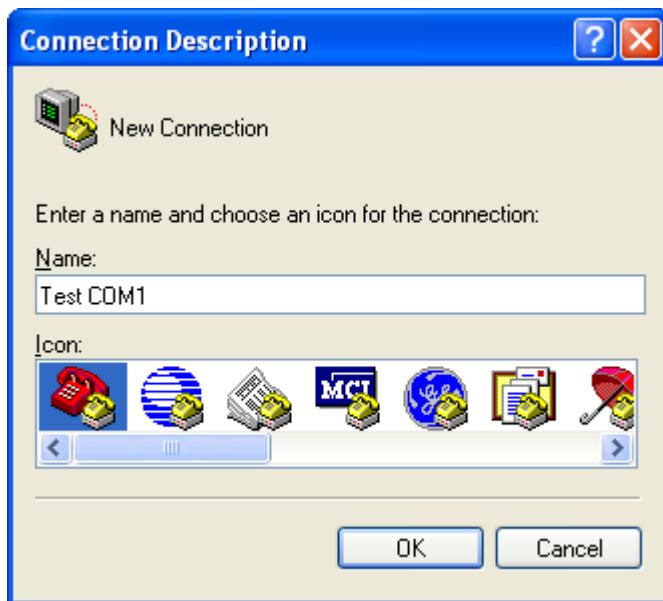 Connection Description
New Connection
Enter a name and choose an icon for the connection:
Name:
Test COM1
Icon:
MCI
OK Cancel